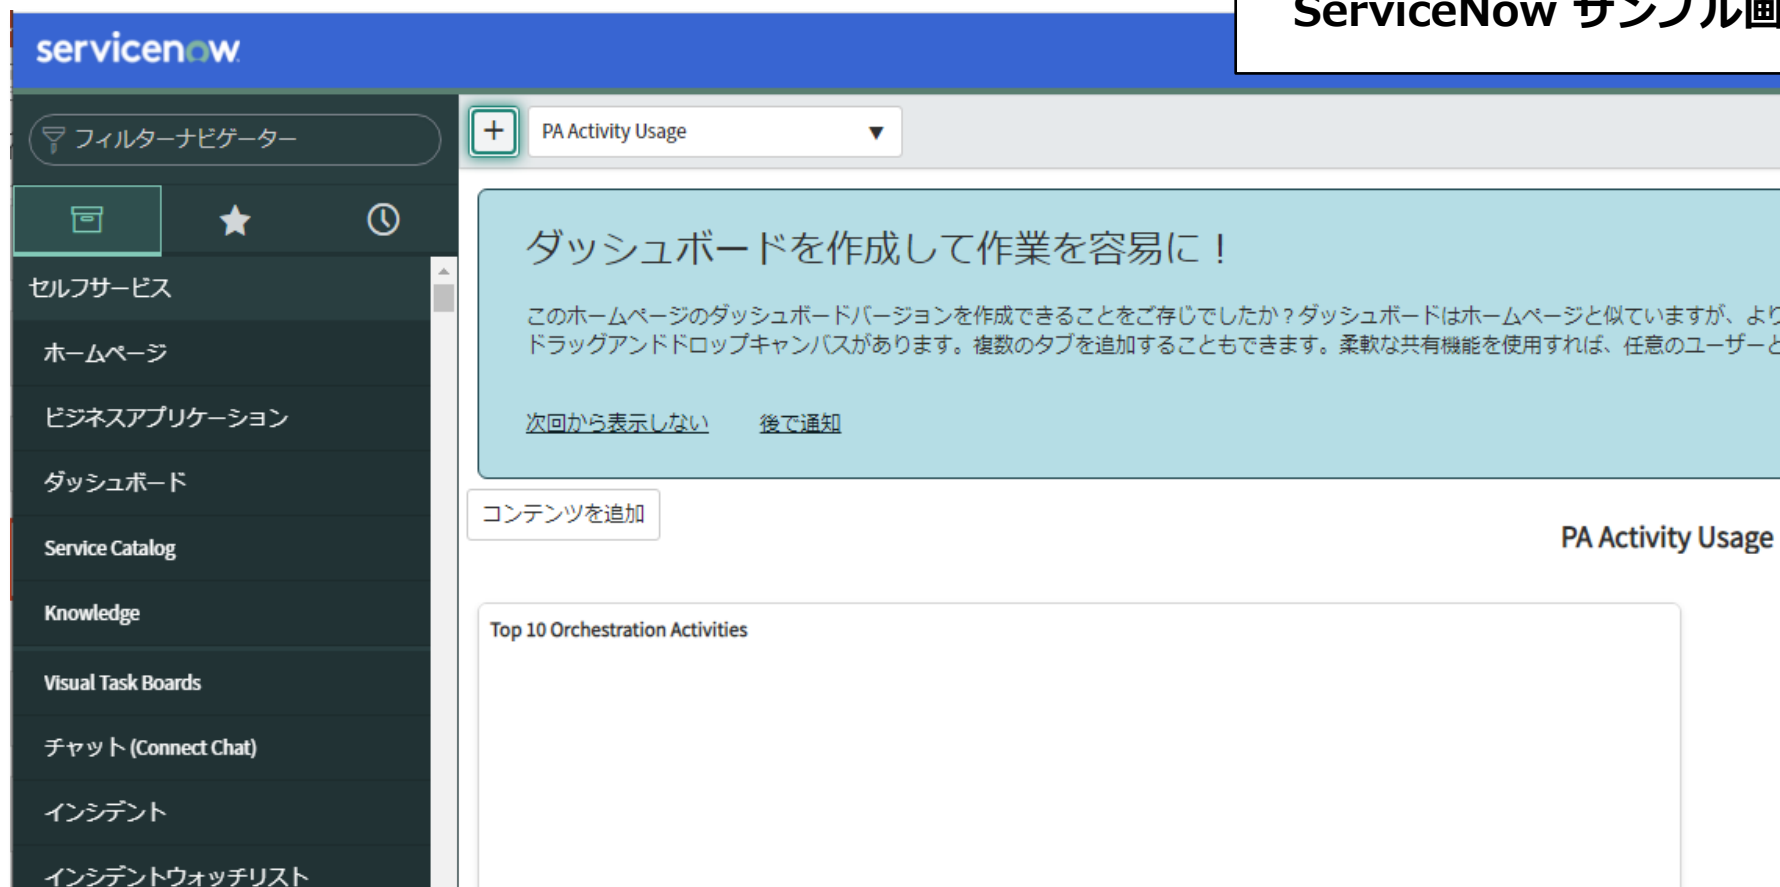 ServiceNow サンプル画
servicenow
フィルターナビゲーター
PA Activity Usage
セルフサービス
ホームページ
ビジネスアプリケーション
ダッシュボード
Service Catalog
Knowledge
Visual Task Boards
チャット (Connect Chat)
インシデント
インシデントウォッチリスト
ダッシュボードを作成して作業を容易に！
このホームページのダッシュボードバージョンを作成できることをご存じでしたか？ダッシュボードはホームページと似ていますが、より
ドラッグアンドドロップキャンバスがあります。複数のタブを追加することもできます。柔軟な共有機能を使用すれば、任意のユーザーと
次回から表示しない 後で通知
コンテンツを追加
PA Activity Usage
Top 10 Orchestration Activities